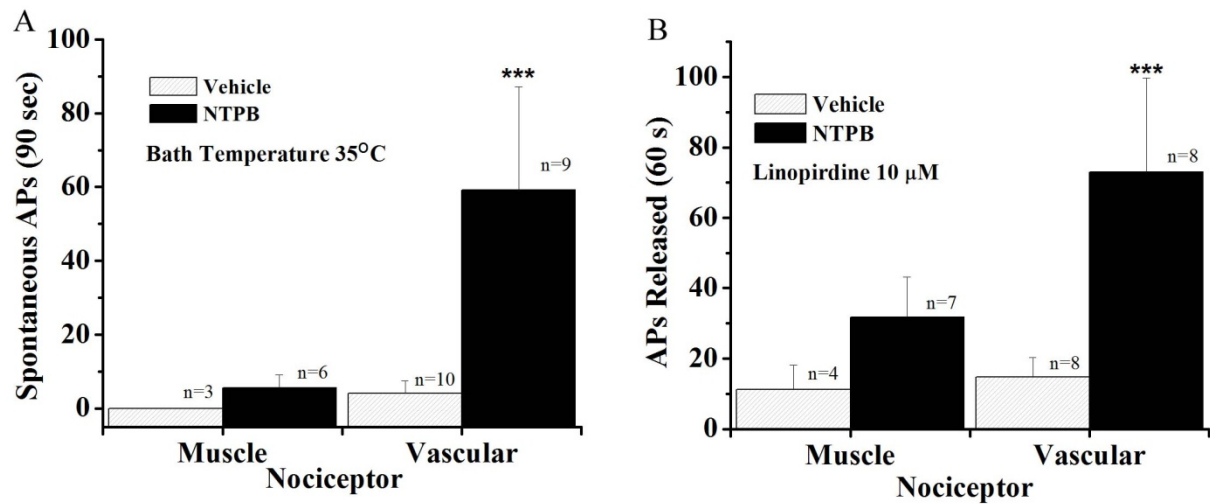 A
100
80
60
40
20
0
Spontaneous APs (90 sec)
Vehicle
NTPB
Bath Temperature 35°C
***
n=3
n=6
n=10
n=9
Muscle
Vascular
Nociceptor
B
100
80
60
40
20
0
APs Released (60 s)
Vehicle
NTPB
Linopirdine 10 μM
***
n=4
n=7
n=8
n=8
Muscle
Vascular
Nociceptor